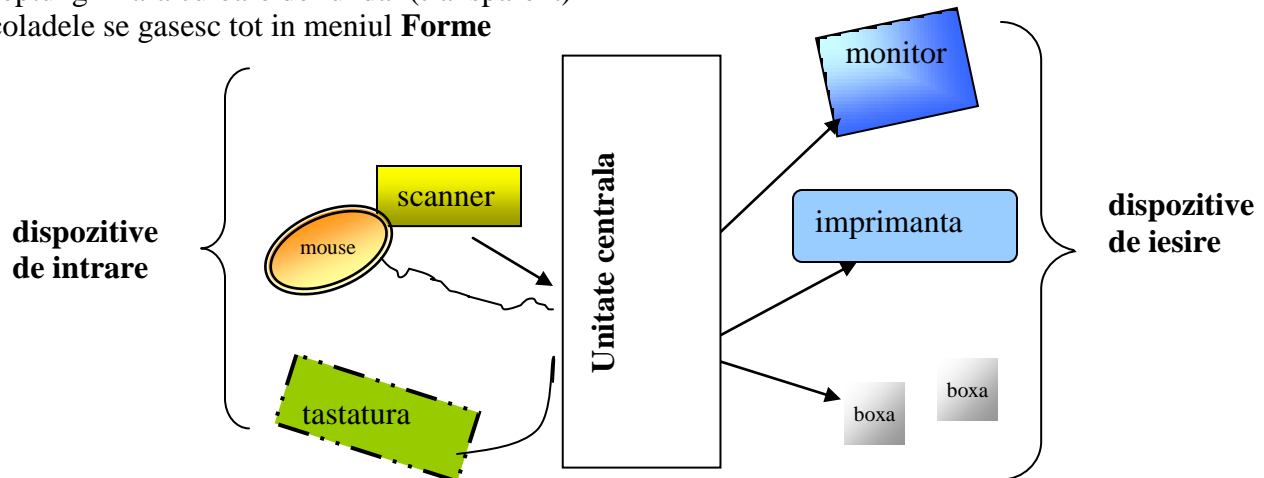 coladele se gasesc tot in meniul Forme
monitor
scanner
mouse
dispozitive
de intrare
Unitate centrala
imprimanta
dispozitive
de iesire
tastatura
boxa
boxa